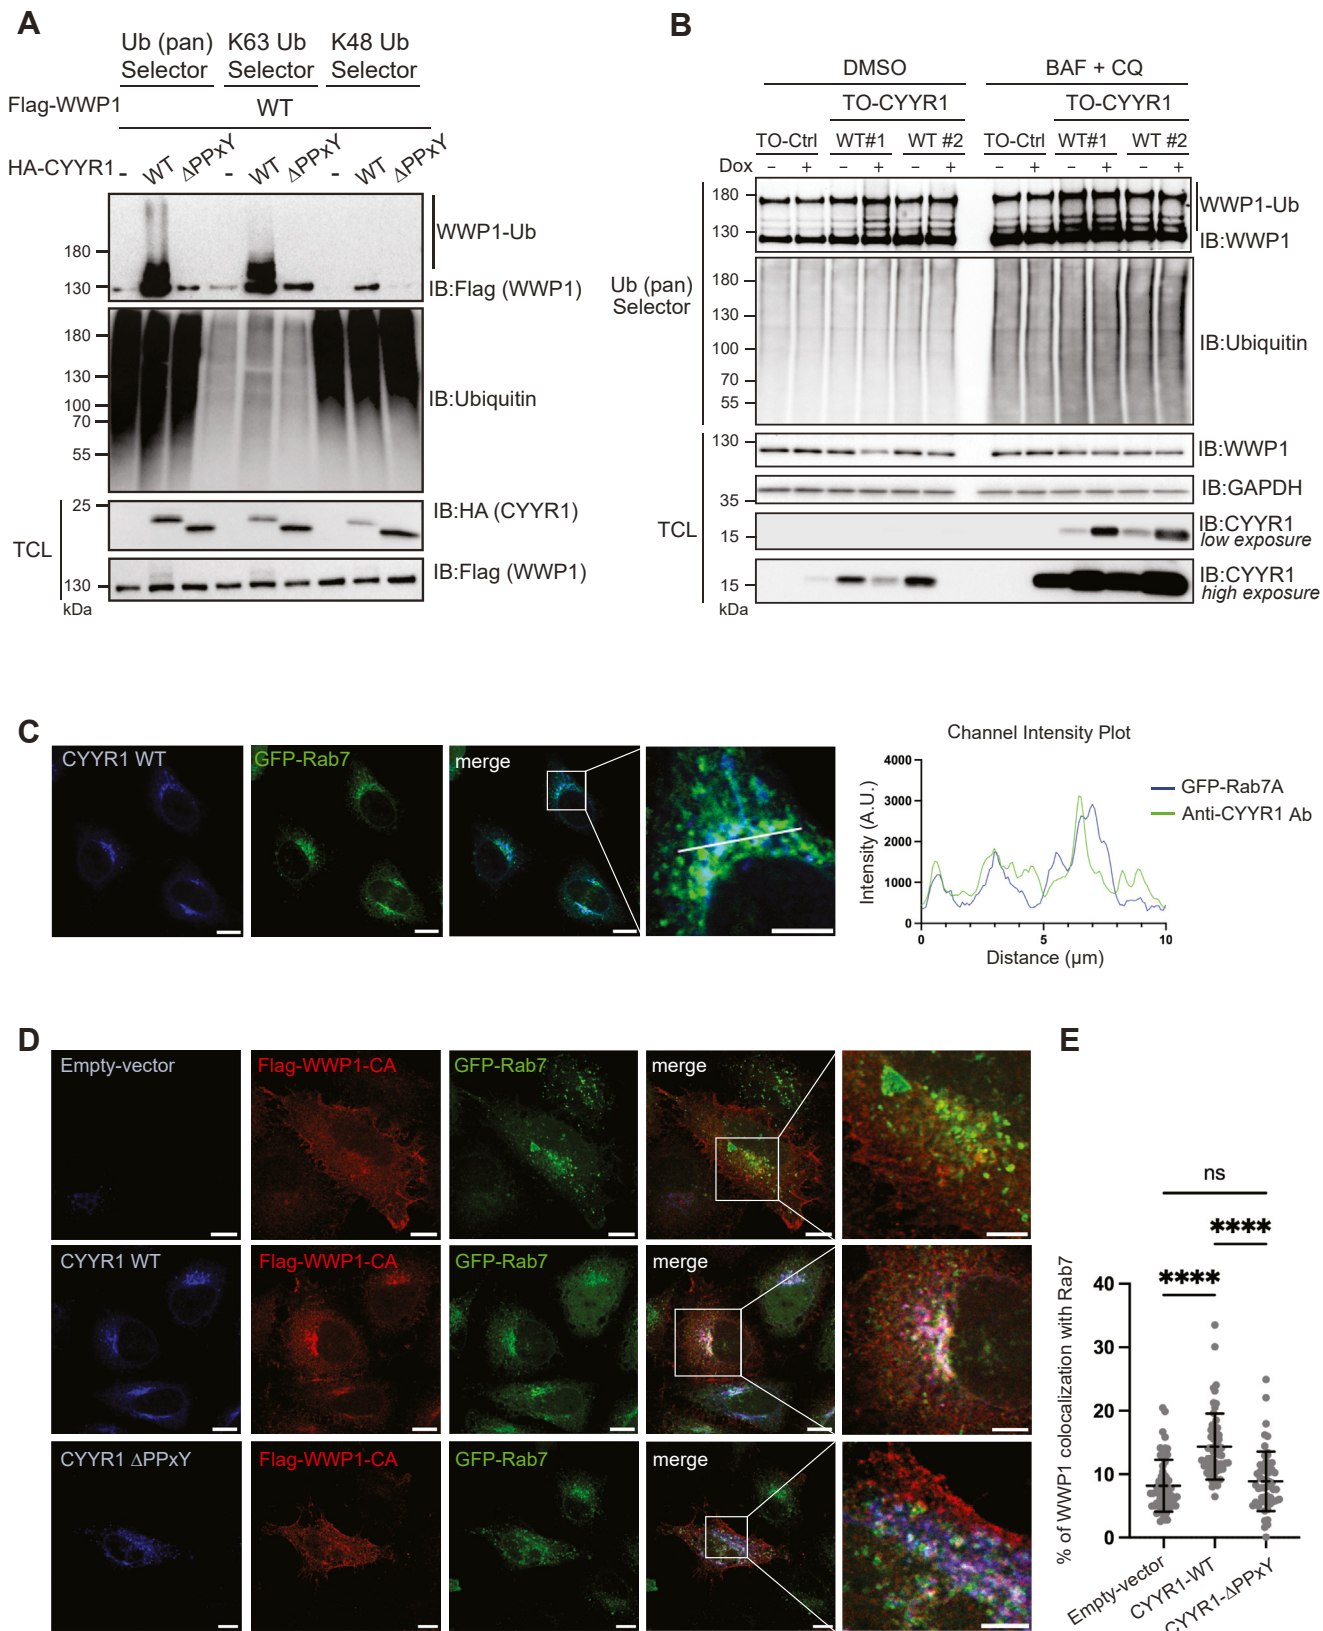 A
Ub (pan) K63 Ub K48 Ub
Selector Selector Selector
Flag-WWP1 WT
HA-CYYR1 - WT ΔPPxY - WT ΔPPxY - WT ΔPPxY
WWP1-Ub
180
130
IB:Flag (WWP1)
180
130
100
70
55
IB:Ubiquitin
25
IB:HA (CYYR1)
TCL
130
IB:Flag (WWP1)
kDa
B
DMSO BAF + CQ
TO-CYYR1 TO-CYYR1
TO-Ctrl WT#1 WT #2 TO-Ctrl WT#1 WT #2
Dox − + − + − + − + − + − +
180
130
WWP1-Ub
IB:WWP1
Ub (pan)
Selector
180
130
100
70
55
IB:Ubiquitin
130
IB:WWP1
35
IB:GAPDH
TCL
15
IB:CYYR1
low exposure
15
IB:CYYR1
high exposure
kDa
C
CYYR1 WT GFP-Rab7 merge
Channel Intensity Plot
Intensity (A.U.)
4000
3000
2000
1000
0
0 5 10
Distance (µm)
GFP-Rab7A
Anti-CYYR1 Ab
D
Empty-vector Flag-WWP1-CA GFP-Rab7 merge
CYYR1 WT Flag-WWP1-CA GFP-Rab7 merge
CYYR1 ΔPPxY Flag-WWP1-CA GFP-Rab7 merge
E
ns
****
****
% of WWP1 colocalization with Rab7
40
30
20
10
0
Empty-vector
CYYR1-WT
CYYR1-ΔPPxY